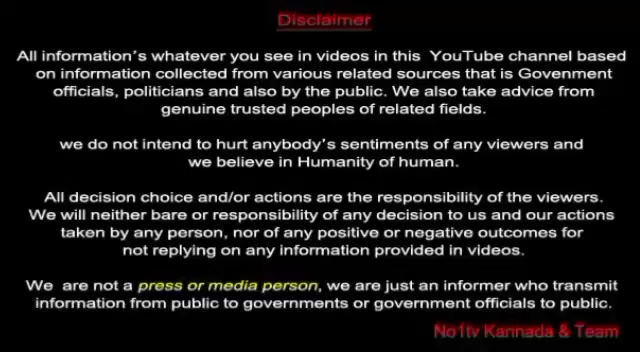 Disclaimer
All information's whatever you see in videos in this YouTube channel based
on information collected from various related sources that is Govenment
officials, politicians and also by the public. We also take advice from
genuine trusted peoples of related fields.
we do not intend to hurt anybody's sentiments of any viewers and
we believe in Humanity of human.
All decision choice and/or actions are the responsibility of the viewers.
We will neither bare or responsibility of any decision to us and our actions
taken by any person, nor of any positive or negative outcomes for
not replying on any information provided in videos.
We are not a press or media person, we are just an informer who transmit
information from public to governments or government officials to public.
No1tv Kannada & Team